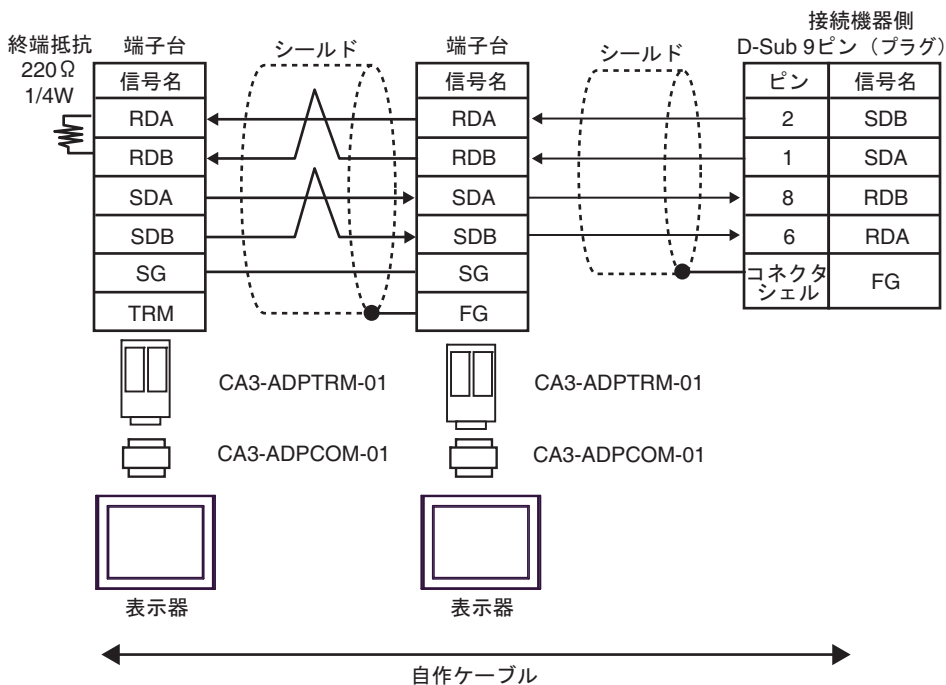 接続機器側
D-Sub 9ピン（プラグ）
終端抵抗
220Ω
1/4W
端子台
シールド
端子台
シールド
信号名
信号名
ピン
信号名
RDA
RDA
2
SDB
RDB
RDB
1
SDA
SDA
SDA
8
RDB
SDB
SDB
6
RDA
SG
SG
コネクタ
シェル
FG
TRM
FG
CA3-ADPTRM-01
CA3-ADPTRM-01
CA3-ADPCOM-01
CA3-ADPCOM-01
表示器
表示器
自作ケーブル